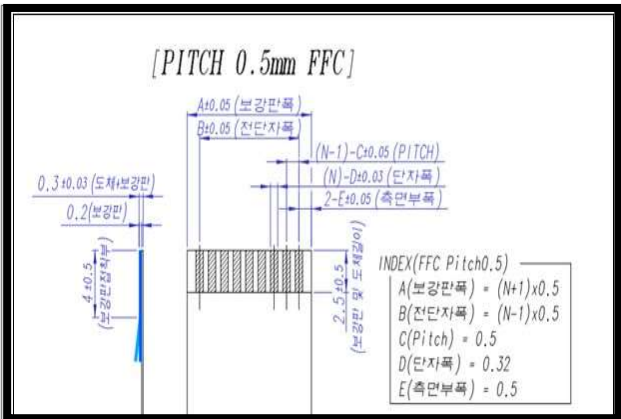 [PITCH 0.5mm FFC]
A±0.05(보강판폭)
B±0.05(전단자폭)
(N-1)-C±0.05(PITCH)
(N)-D±0.03(단자폭)
2-E±0.05(측면부폭)
0.3±0.03(도체+보강판)
0.2(보강판)
4±0.5
(보강판접착부)
2.5±0.5
(보강판 및 도체길이)
INDEX(FFC Pitch0.5)
A(보강판폭) = (N+1)x0.5
B(전단자폭) = (N-1)x0.5
C(Pitch) = 0.5
D(단자폭) = 0.32
E(측면부폭) = 0.5